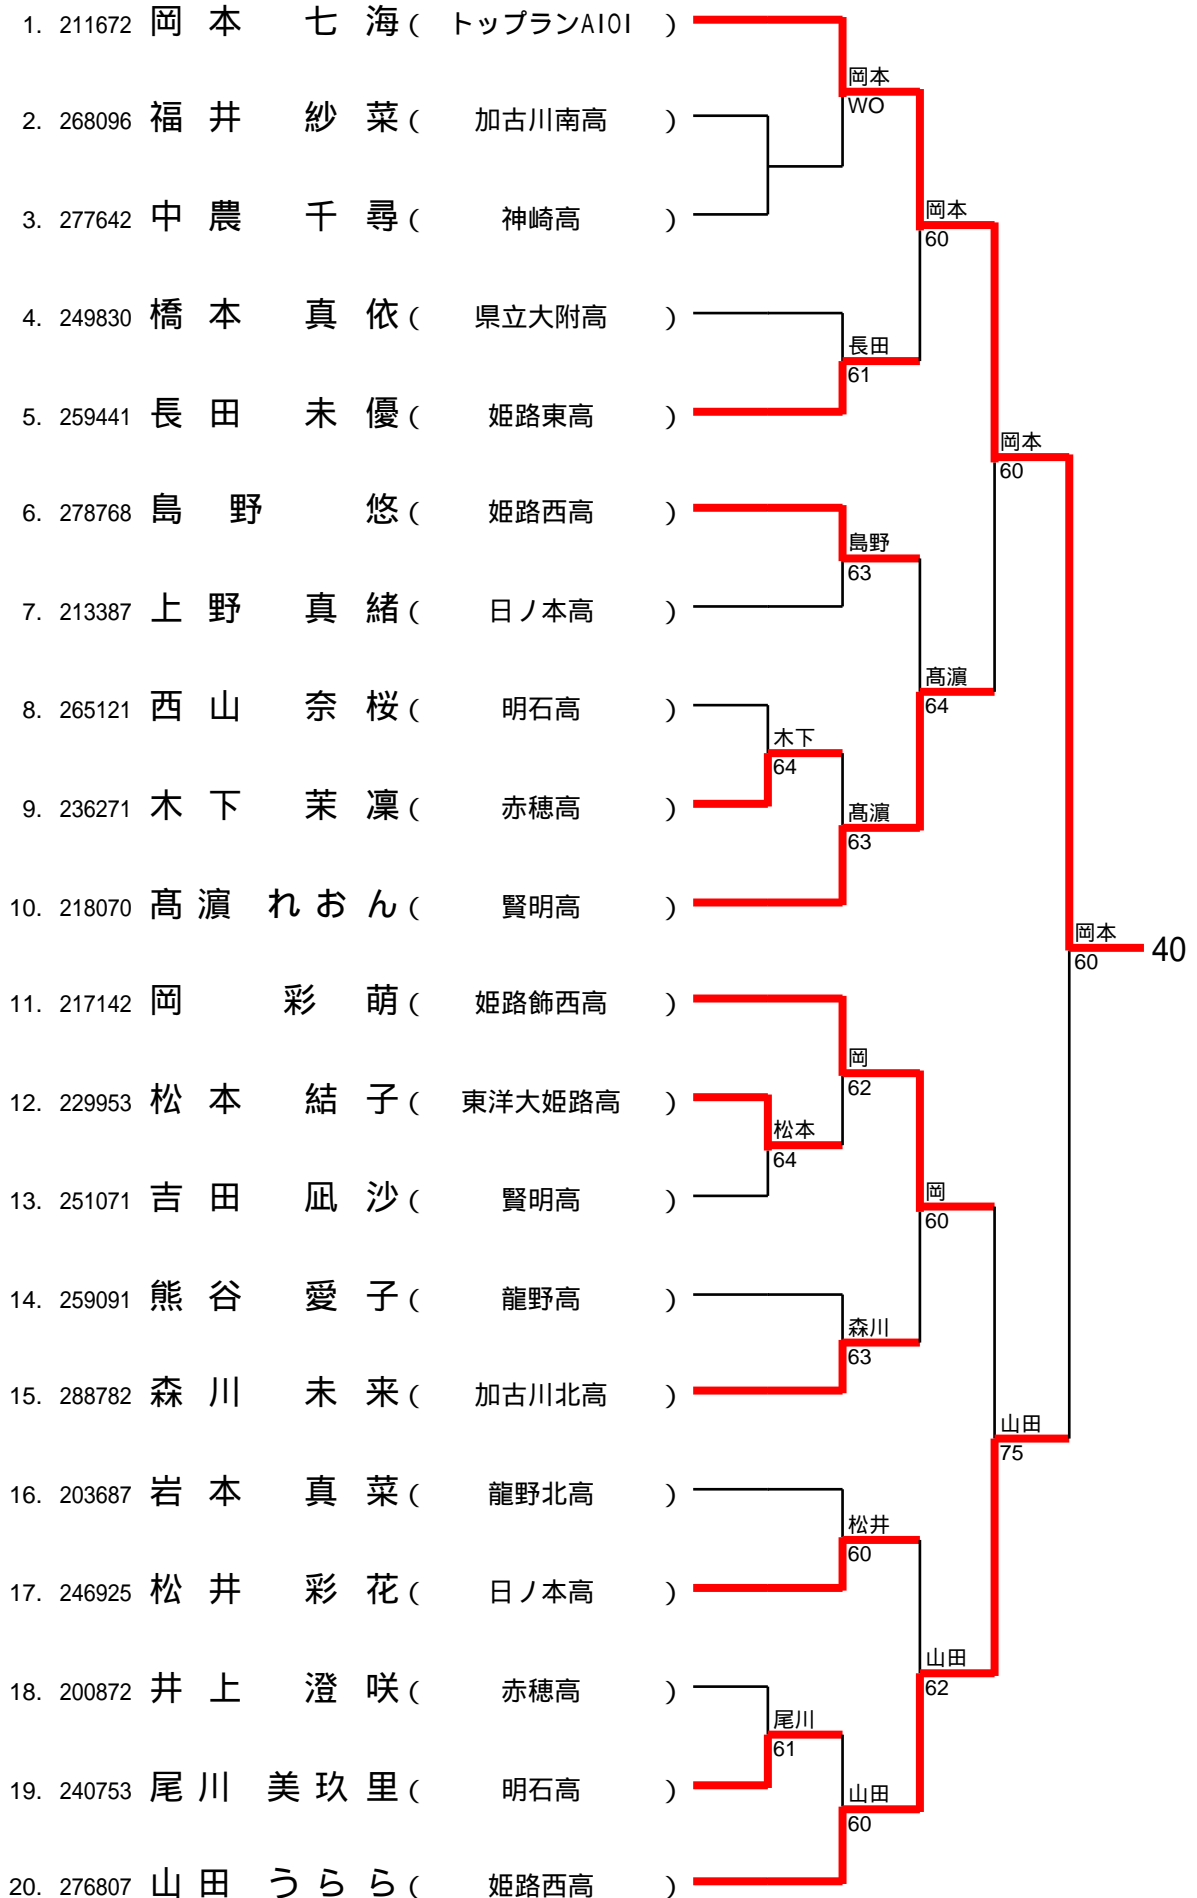 1. 211672 岡本 七海 ( トップランAIOI )
岡本
WO
2. 268096 福井 紗菜 ( 加古川南高 )
3. 277642 中農 千尋 ( 神崎高 )
岡本
60
4. 249830 橋本 真依 ( 県立大附高 )
長田
61
5. 259441 長田 未優 ( 姫路東高 )
岡本
60
6. 278768 島野 悠 ( 姫路西高 )
島野
63
7. 213387 上野 真緒 ( 日ノ本高 )
髙濵
64
8. 265121 西山 奈桜 ( 明石高 )
木下
64
9. 236271 木下 茉凜 ( 赤穂高 )
髙濵
63
10. 218070 髙濵 れおん ( 賢明高 )
岡本
60
40
11. 217142 岡 彩萌 ( 姫路飾西高 )
岡
62
12. 229953 松本 結子 ( 東洋大姫路高 )
松本
64
13. 251071 吉田 凪沙 ( 賢明高 )
岡
60
14. 259091 熊谷 愛子 ( 龍野高 )
森川
63
15. 288782 森川 未来 ( 加古川北高 )
山田
75
16. 203687 岩本 真菜 ( 龍野北高 )
松井
60
17. 246925 松井 彩花 ( 日ノ本高 )
山田
62
18. 200872 井上 澄咲 ( 赤穂高 )
尾川
61
19. 240753 尾川 美玖里 ( 明石高 )
山田
60
20. 276807 山田 うらら ( 姫路西高 )